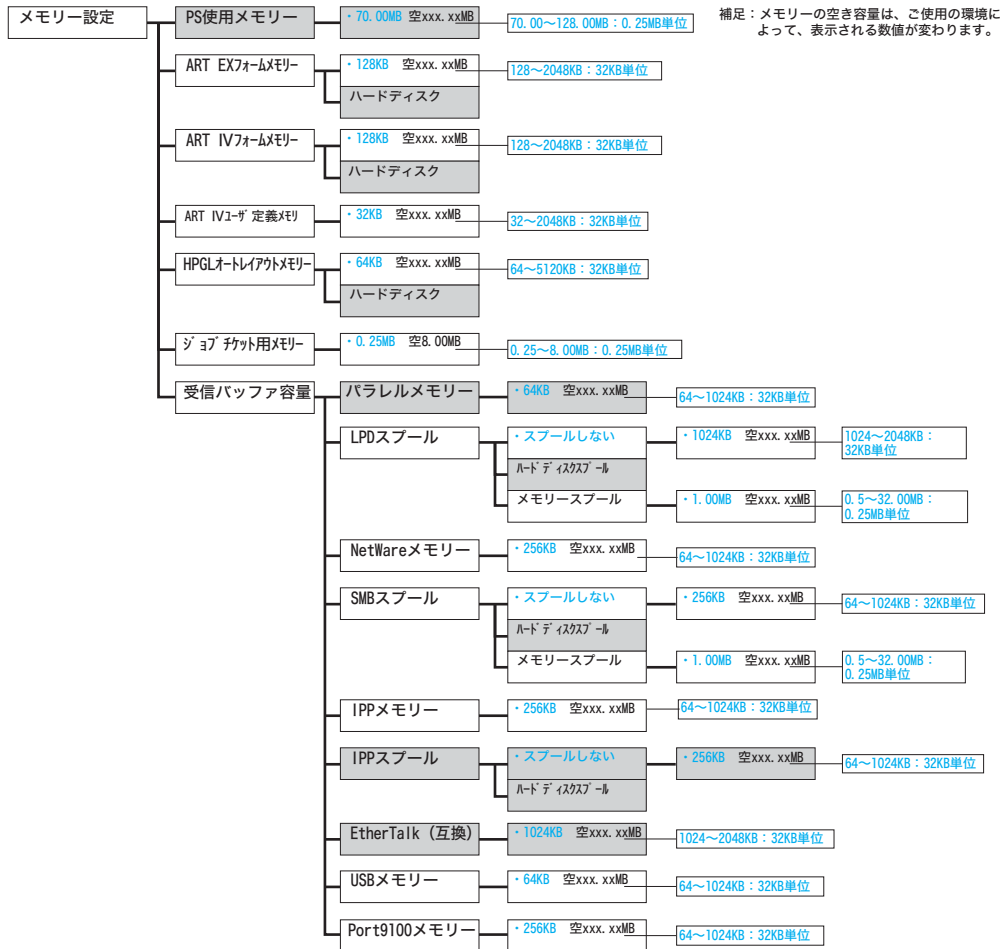 メモリー設定
PS使用メモリー
・70.00MB 空xxx.xxMB
70.00〜128.00MB：0.25MB単位
補足：メモリーの空き容量は、ご使用の環境に
よって、表示される数値が変わります。
ART EXフォームメモリー
・128KB 空xxx.xxMB
128〜2048KB：32KB単位
ハードディスク
ART IVフォームメモリー
・128KB 空xxx.xxMB
128〜2048KB：32KB単位
ハードディスク
ART IVユーザ定義メモリ
・32KB 空xxx.xxMB
32〜2048KB：32KB単位
HPGLオートレイアウトメモリー
・64KB 空xxx.xxMB
64〜5120KB：32KB単位
ハードディスク
ジョブチケット用メモリー
・0.25MB 空8.00MB
0.25〜8.00MB：0.25MB単位
受信バッファ容量
パラレルメモリー
・64KB 空xxx.xxMB
64〜1024KB：32KB単位
LPDスプール
・スプールしない
・1024KB 空xxx.xxMB
1024〜2048KB：
32KB単位
ハードディスクスプール
メモリースプール
・1.00MB 空xxx.xxMB
0.5〜32.00MB：
0.25MB単位
NetWareメモリー
・256KB 空xxx.xxMB
64〜1024KB：32KB単位
SMBスプール
・スプールしない
・256KB 空xxx.xxMB
64〜1024KB：32KB単位
ハードディスクスプール
メモリースプール
・1.00MB 空xxx.xxMB
0.5〜32.00MB：
0.25MB単位
IPPメモリー
・256KB 空xxx.xxMB
64〜1024KB：32KB単位
IPPスプール
・スプールしない
・256KB 空xxx.xxMB
64〜1024KB：32KB単位
ハードディスクスプール
EtherTalk（互換）
・1024KB 空xxx.xxMB
1024〜2048KB：32KB単位
USBメモリー
・64KB 空xxx.xxMB
64〜1024KB：32KB単位
Port9100メモリー
・256KB 空xxx.xxMB
64〜1024KB：32KB単位